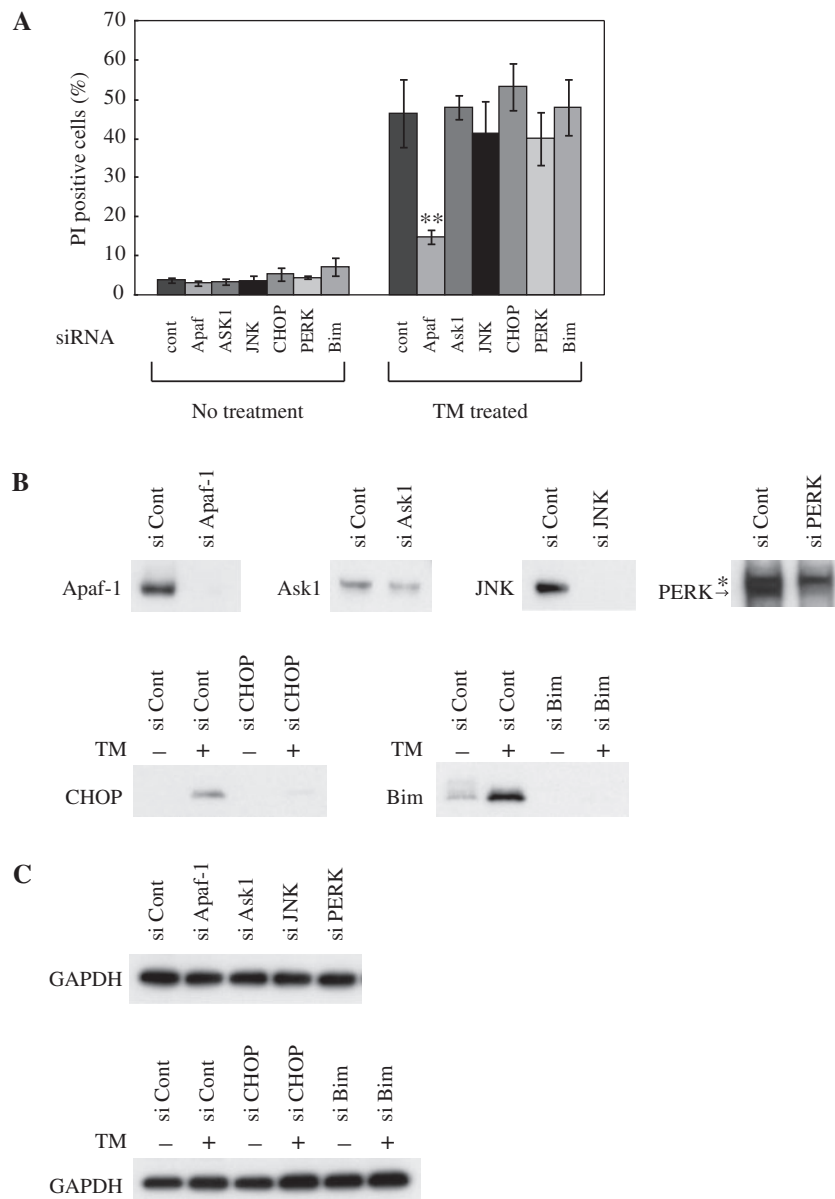 A
70
60
50
40
30
20
10
0
PI positive cells (%)
**
siRNA
cont Apaf ASK1 JNK CHOP PERK Bim
cont Apaf Ask1 JNK CHOP PERK Bim
No treatment TM treated
B
si Cont si Apaf-1
Apaf-1
si Cont si Ask1
Ask1
si Cont si JNK
JNK
si Cont si PERK
*
PERK→
si Cont si Cont si CHOP si CHOP
TM – + – +
CHOP
si Cont si Cont si Bim si Bim
TM – + – +
Bim
C
si Cont si Apaf-1 si Ask1 si JNK si PERK
GAPDH
si Cont si Cont si CHOP si CHOP si Bim si Bim
TM – + – + – +
GAPDH